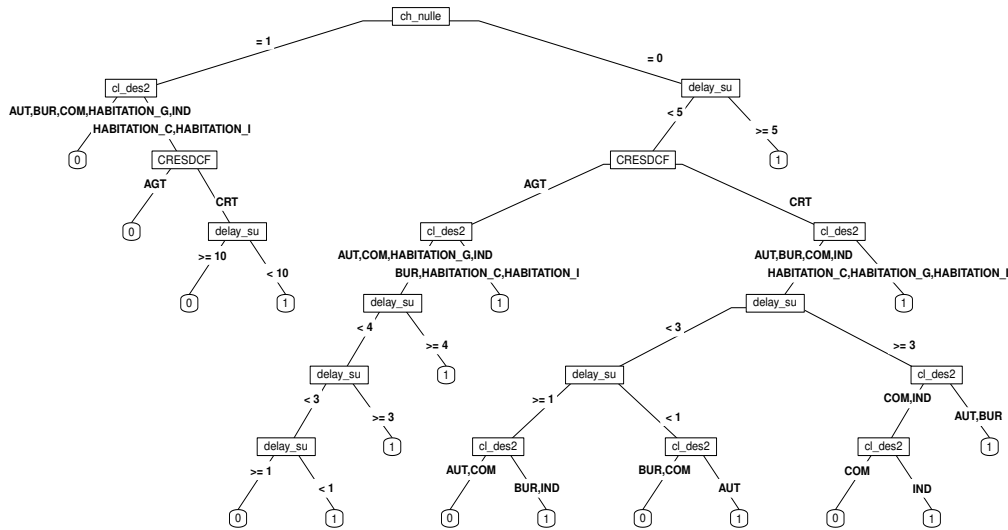 ch_nulle
= 1
= 0
cl_des2
delay_su
AUT,BUR,COM,HABITATION_G,IND
< 5
HABITATION_C,HABITATION_I
>= 5
0
CRESDCF
CRESDCF
1
AGT
AGT
CRT
CRT
0
delay_su
cl_des2
cl_des2
>= 10
AUT,COM,HABITATION_G,IND
AUT,BUR,COM,IND
< 10
BUR,HABITATION_C,HABITATION_I
HABITATION_C,HABITATION_G,HABITATION_I
0
1
delay_su
1
delay_su
1
< 4
< 3
>= 4
>= 3
delay_su
1
delay_su
cl_des2
< 3
>= 1
COM,IND
>= 3
< 1
AUT,BUR
delay_su
1
cl_des2
cl_des2
cl_des2
1
>= 1
AUT,COM
BUR,COM
COM
< 1
BUR,IND
AUT
IND
0
1
0
1
0
1
0
1